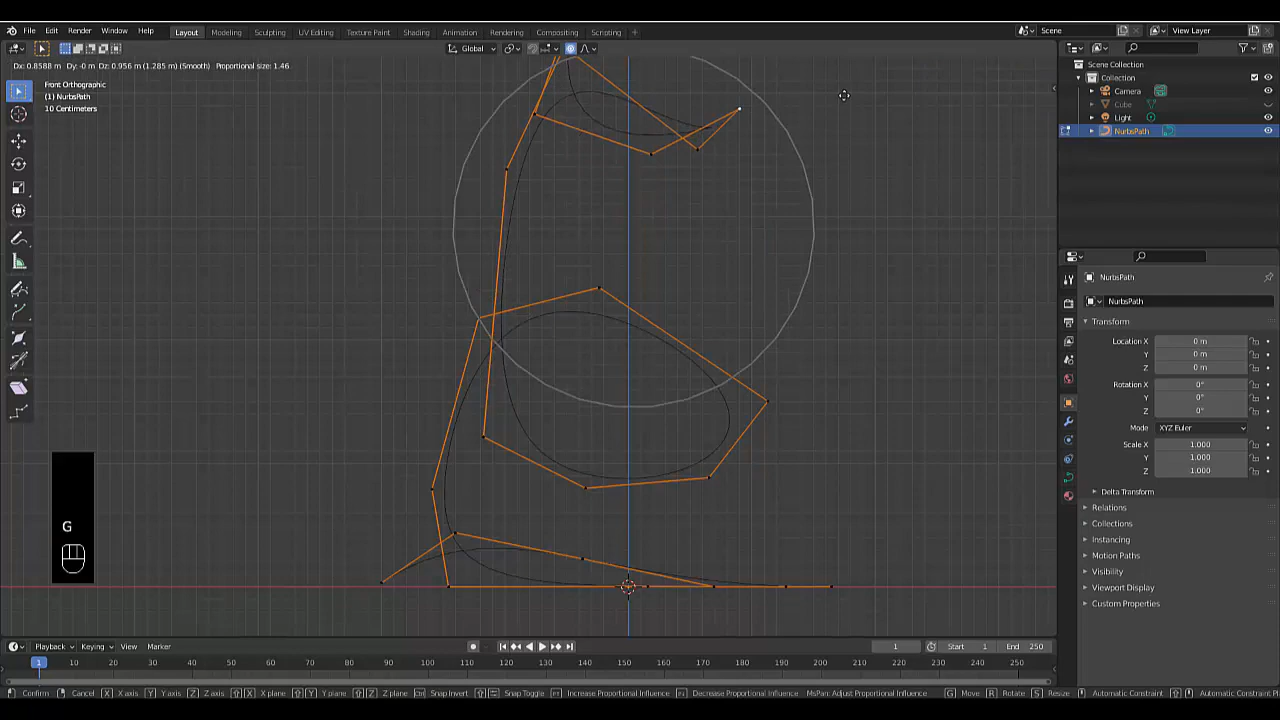 File Edit Render Window Help Layout Modeling Sculpting UV Editing Texture Paint Shading Animation Rendering Compositing Scripting + Scene View Layer
Global
Dx: 0.8588 m Dy: -0 m Dz: 0.956 m (1.285 m) (Smooth) Proportional size: 1.46
Front Orthographic
(1) NurbsPath
10 Centimeters
Scene Collection
Collection
Camera
Cube
Light
NurbsPath
NurbsPath
NurbsPath
Transform
Location X 0 m
Y 0 m
Z 0 m
Rotation X 0°
Y 0°
Z 0°
Mode XYZ Euler
Scale X 1.000
Y 1.000
Z 1.000
Delta Transform
Relations
Collections
Instancing
Motion Paths
Visibility
Viewport Display
Custom Properties
G
Playback Keying View Marker 1 Start 1 End 250
1 10 20 30 40 50 60 70 80 90 100 110 120 130 140 150 160 170 180 190 200 210 220 230 240 250
Confirm Cancel X X axis Y Y axis Z Z axis X X plane Y Y plane Z Z plane Snap Invert Snap Toggle Increase Proportional Influence Decrease Proportional Influence MsPan: Adjust Proportional Influence G Move R Rotate S Resize Automatic Constraint Automatic Constraint Pl